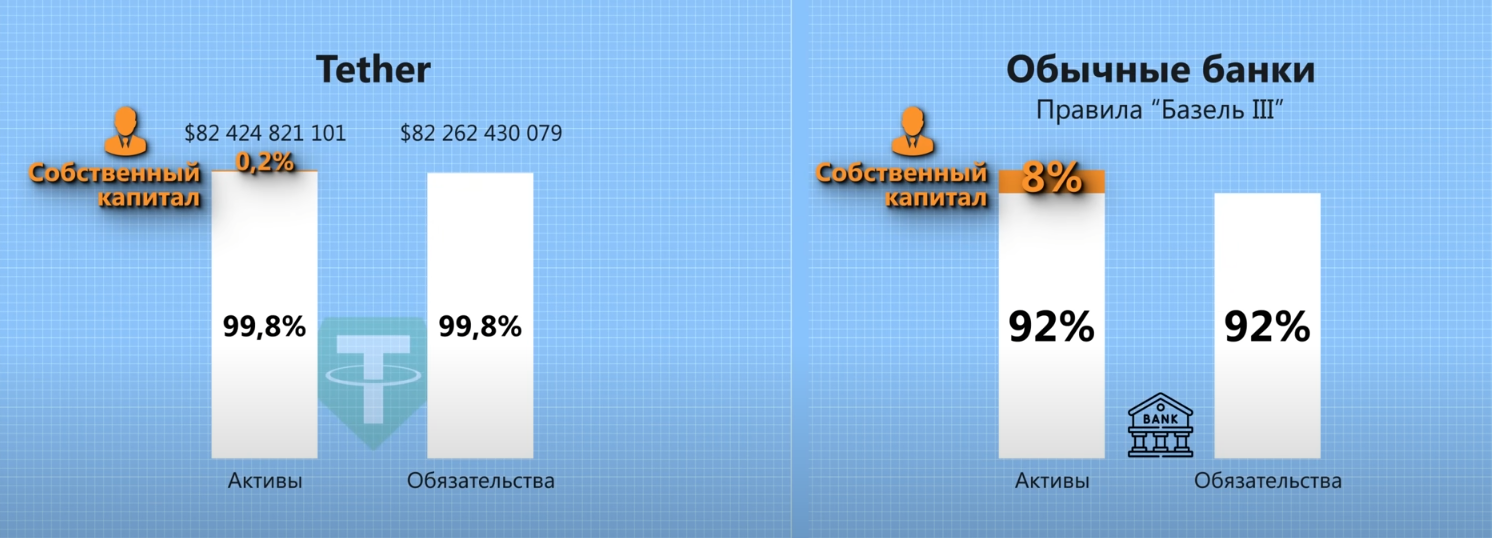 Tether
$82 424 821 101
$82 262 430 079
0,2%
Собственный
капитал
99,8%
99,8%
Активы
Обязательства
Обычные банки
Правила “Базель III”
8%
Собственный
капитал
92%
92%
BANK
Активы
Обязательства